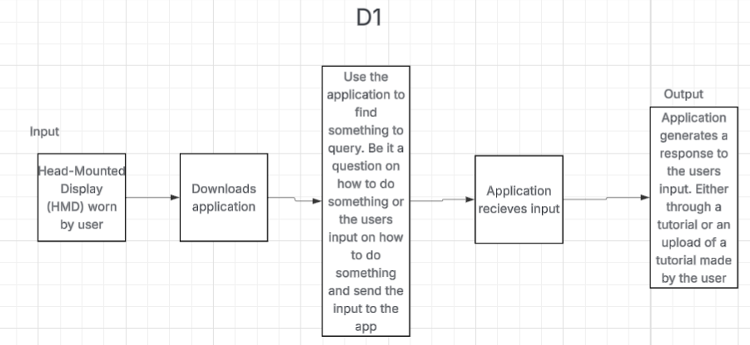 D1
Input
Head-Mounted
Display
(HMD) worn
by user
Downloads
application
Use the
application to
find
something to
query. Be it a
question on
how to do
something or
the users
input on how
to do
something
and send the
input to the
app
Application
recieves input
Output
Application
generates a
response to
the users
input. Either
through a
tutorial or an
upload of a
tutorial made
by the user